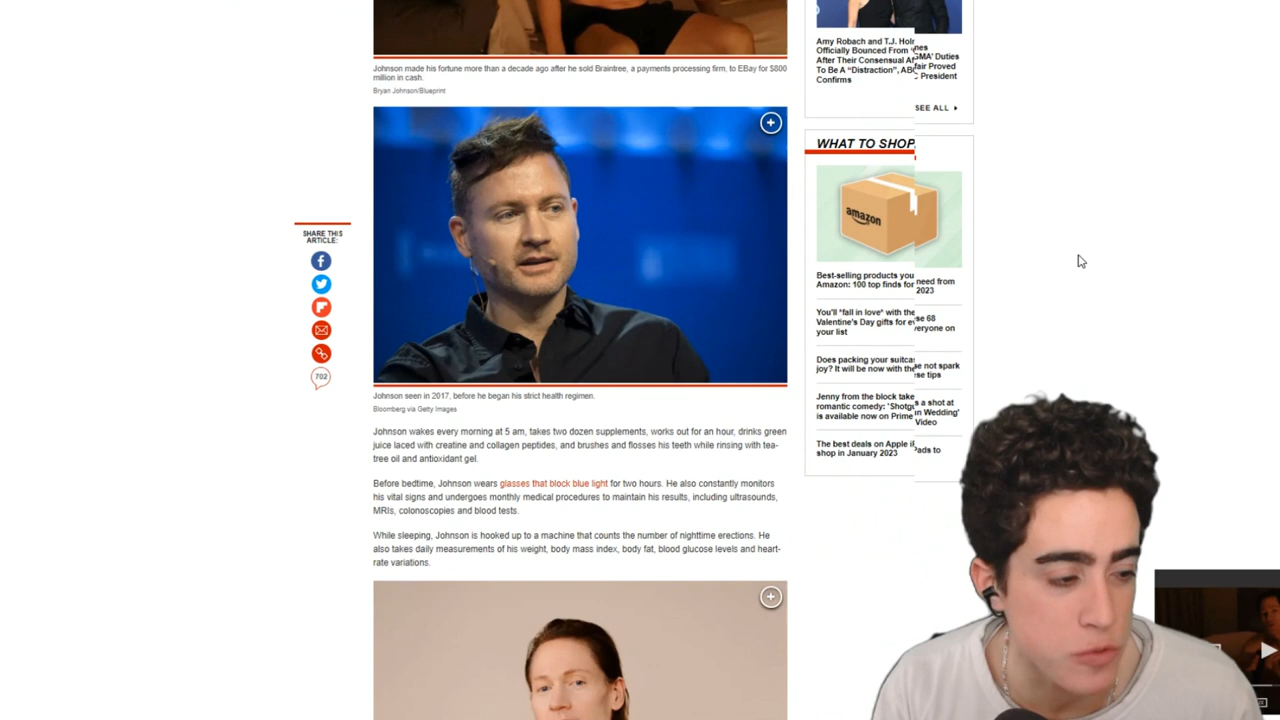 Johnson made his fortune more than a decade ago after he sold Braintree, a payments processing firm, to EBay for $800
million in cash.
Bryan Johnson/Blueprint
SHARE THIS
ARTICLE:
702
Johnson seen in 2017, before he began his strict health regimen.
Bloomberg via Getty Images
Johnson wakes every morning at 5 am, takes two dozen supplements, works out for an hour, drinks green
juice laced with creatine and collagen peptides, and brushes and flosses his teeth while rinsing with tea-
tree oil and antioxidant gel.
Before bedtime, Johnson wears glasses that block blue light for two hours. He also constantly monitors
his vital signs and undergoes monthly medical procedures to maintain his results, including ultrasounds,
MRIs, colonoscopies and blood tests.
While sleeping, Johnson is hooked up to a machine that counts the number of nighttime erections. He
also takes daily measurements of his weight, body mass index, body fat, blood glucose levels and heart-
rate variations.
Amy Robach and T.J.
Officially Bounced From
After Their Consensual
To Be A "Distraction",
Confirms
Duties
Proved
President
SEE ALL
WHAT TO SHOP
amazon
Best-selling products you
Amazon: 100 top finds for
need from
2023
You'll "fall in love" with the
Valentine's Day gifts for
your list
68
everyone on
Does packing your
joy? It will be now with
not spark
tips
Jenny from the block
romantic comedy:
is available now on Prime
a shot at
Wedding'
Video
The best deals on Apple
shop in January 2023
to